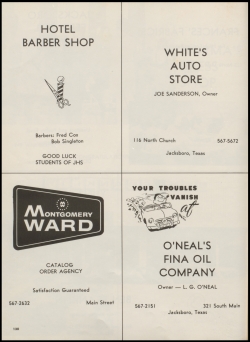 HOTEL
BARBER SHOP
Barbers: Fred Cox
Bob Singleton
GOOD LUCK
STUDENTS OF JHS
WHITE'S
AUTO
STORE
JOE SANDERSON, Owner
116 North Church 567-5672
Jacksboro, Texas
MONTGOMERY
WARD
CATALOG
ORDER AGENCY
Satisfaction Guaranteed
567-2632 Main Street
YOUR TROUBLES
VANISH
at
O'NEAL'S
FINA OIL
COMPANY
Owner — L. G. O'NEAL
567-2151 321 South Main
Jacksboro, Texas